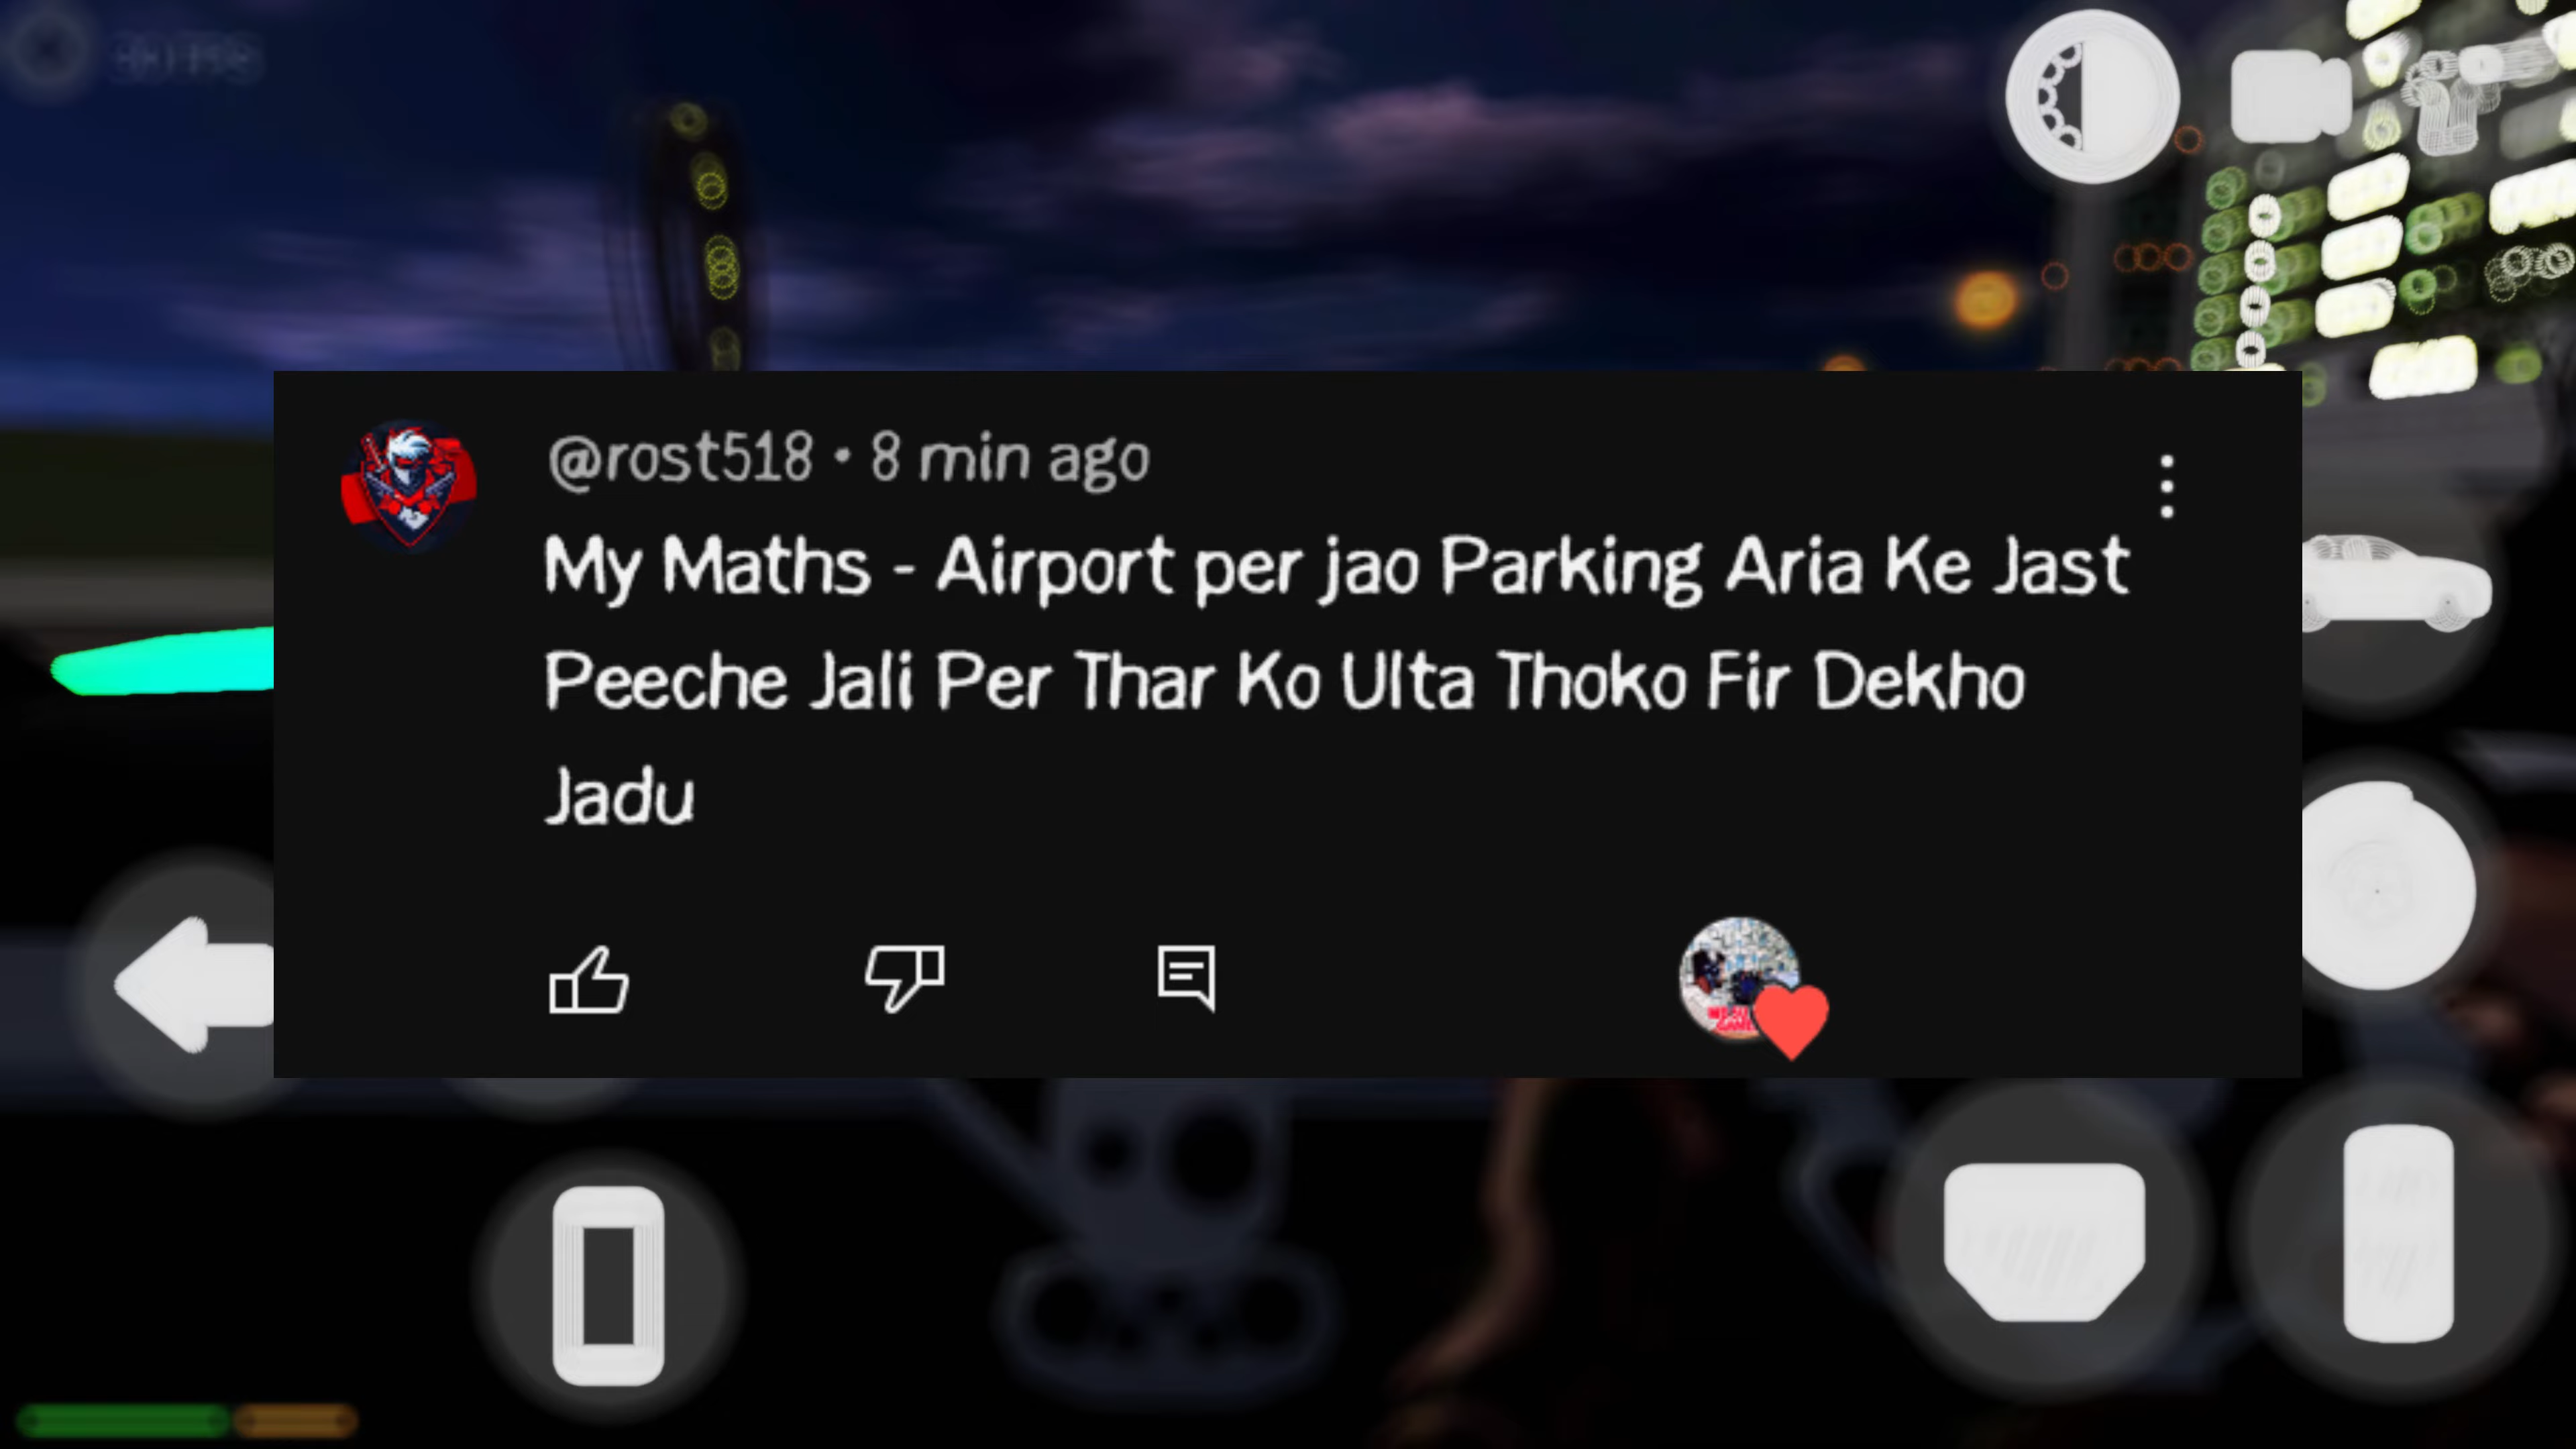 @rost518 • 8 min ago
My Maths - Airport per jao Parking Aria Ke Jast
Peeche Jali Per Thar Ko Ulta Thoko Fir Dekho
Jadu